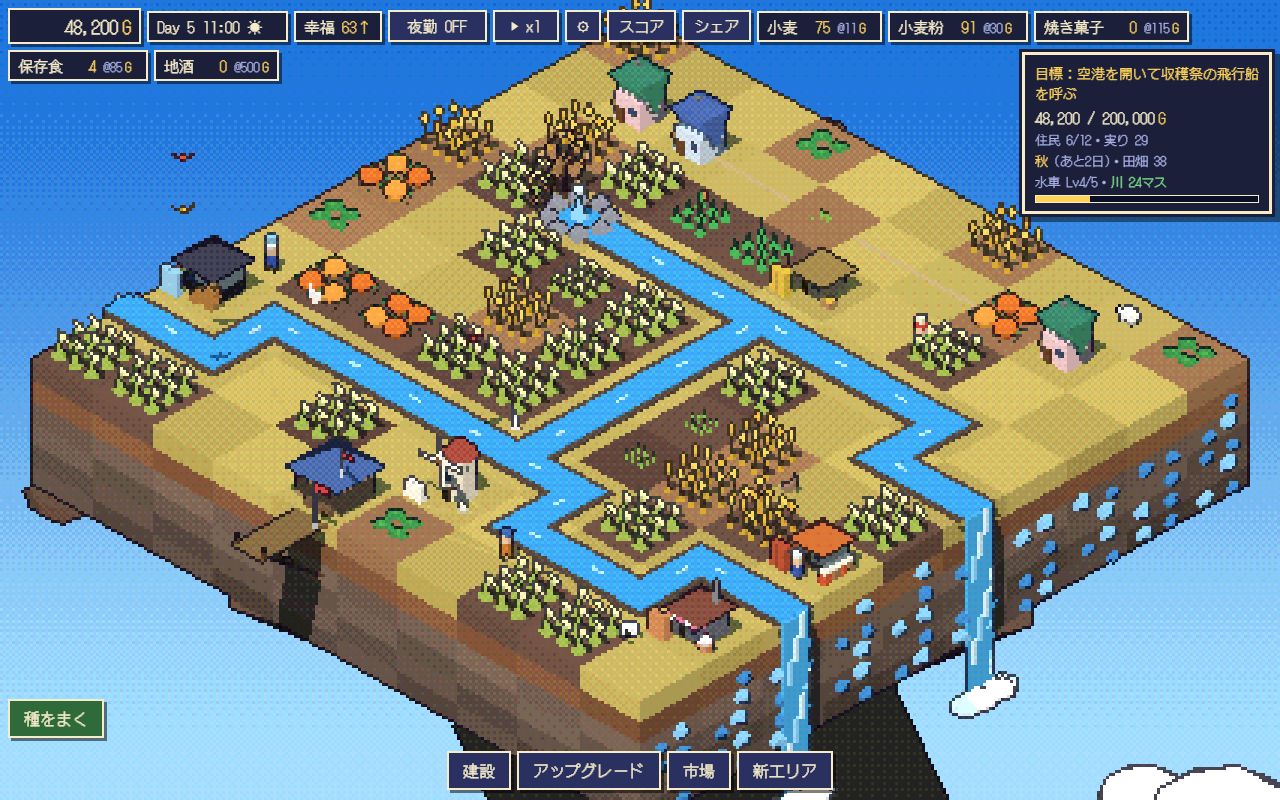 48,200G
Day 5 11:00
幸福 63↑
夜勤 OFF
x1
スコア
シェア
小麦 75 @11G
小麦粉 91 @30G
焼き菓子 0 @115G
保存食 4 @85G
地酒 0 @500G
目標：空港を開いて収穫祭の飛行船
を呼ぶ
48,200 / 200,000G
住民 6/12・実り 29
秋（あと2日）・田畑 38
水車 Lv4/5・川 24マス
種をまく
建設
アップグレード
市場
新エリア